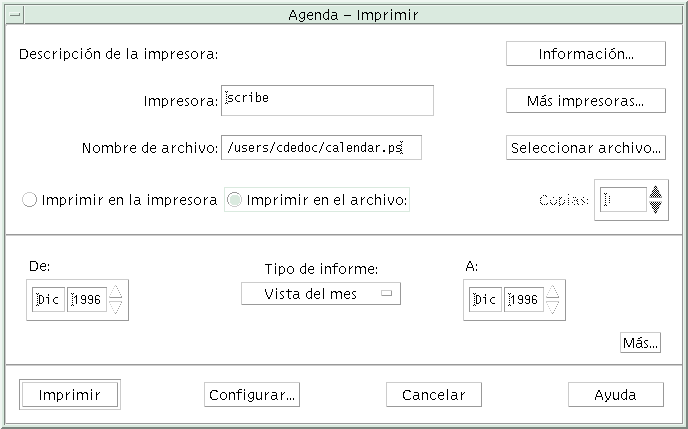 Agenda – Imprimir
Descripción de la impresora:
Información...
Impresora: scribe
Más impresoras...
Nombre de archivo: /users/cdedoc/calendar.ps
Seleccionar archivo...
Imprimir en la impresora Imprimir en el archivo: Copias: 1
De: Tipo de informe: A:
Dic 1996 Vista del mes Dic 1996
Más...
Imprimir Configurar... Cancelar Ayuda